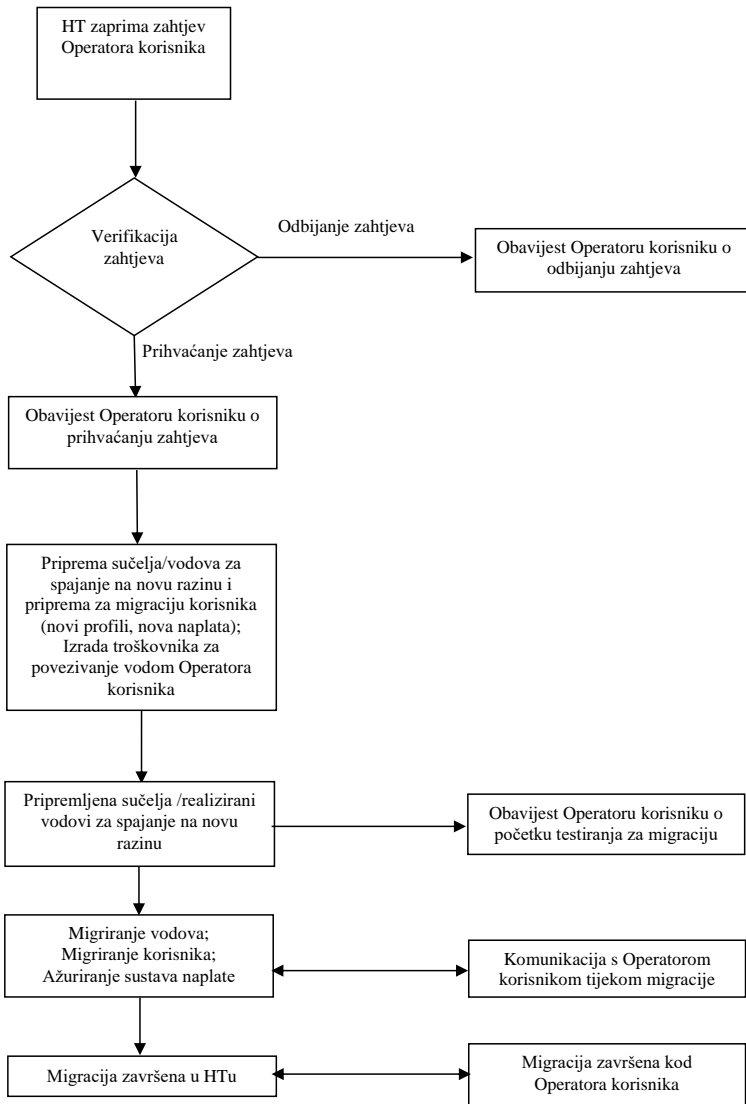 HT zaprima zahtjev
Operatora korisnika
Verifikacija
zahtjeva
Odbijanje zahtjeva
Obavijest Operatoru korisniku o
odbijanju zahtjeva
Prihvaćanje zahtjeva
Obavijest Operatoru korisniku o
prihvaćanju zahtjeva
Priprema sučelja/vodova za
spajanje na novu razinu i
priprema za migraciju korisnika
(novi profili, nova naplata);
Izrada troškovnika za
povezivanje vodom Operatora
korisnika
Pripremljena sučelja /realizirani
vodovi za spajanje na novu
razinu
Obavijest Operatoru korisniku o
početku testiranja za migraciju
Migriranje vodova;
Migriranje korisnika;
Ažuriranje sustava naplate
Komunikacija s Operatorom
korisnikom tijekom migracije
Migracija završena u HTu
Migracija završena kod
Operatora korisnika